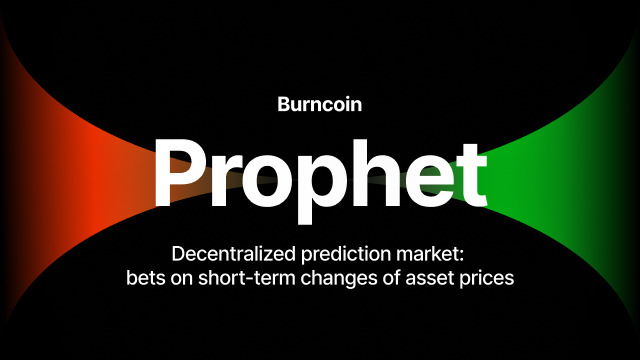 Burncoin
Prophet
Decentralized prediction market:
bets on short-term changes of asset prices